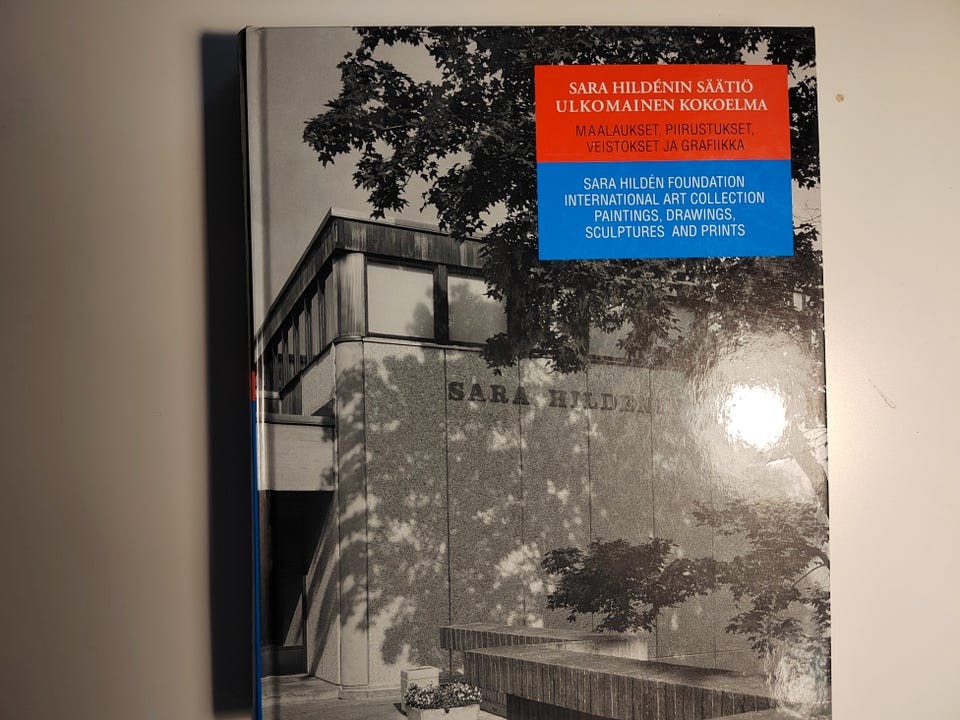 SARA HILDÉNIN SÄÄTIÖ
ULKOMAINEN KOKOELMA
MAALAUKSET, PIIRUSTUKSET,
VEISTOKSET JA GRAFIIKKA
SARA HILDÉN FOUNDATION
INTERNATIONAL ART COLLECTION
PAINTINGS, DRAWINGS,
SCULPTURES AND PRINTS
SARA HILDENIN